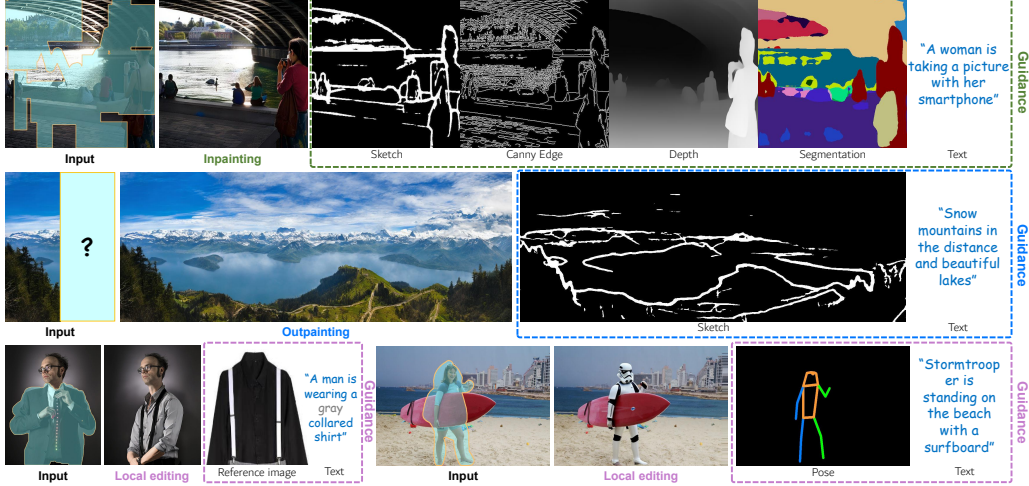 “A woman is
taking a picture
with her
smartphone”
Guidance
Input
Inpainting
Sketch
Canny Edge
Depth
Segmentation
Text
?
“Snow
mountains in
the distance
and beautiful
lakes”
Guidance
Input
Outpainting
Sketch
Text
“A man is
wearing a
gray
collared
shirt”
Guidance
Input
Local editing
Reference image
Text
“Stormtroop
er is
standing on
the beach
with a
surfboard”
Guidance
Input
Local editing
Pose
Text